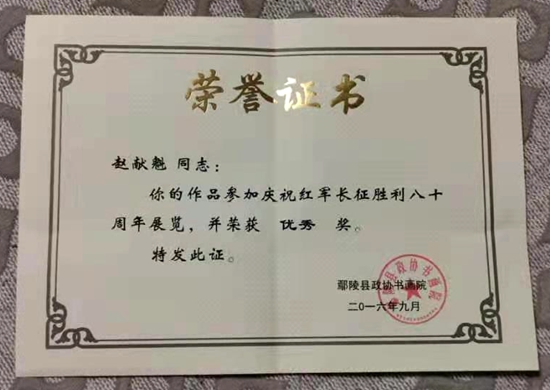 荣誉证书
赵献魁 同志：
你的作品参加庆祝红军长征胜利八十
周年展览，并荣获 优秀 奖。
特发此证。
鄢陵县政协书画院
二〇一六年九月